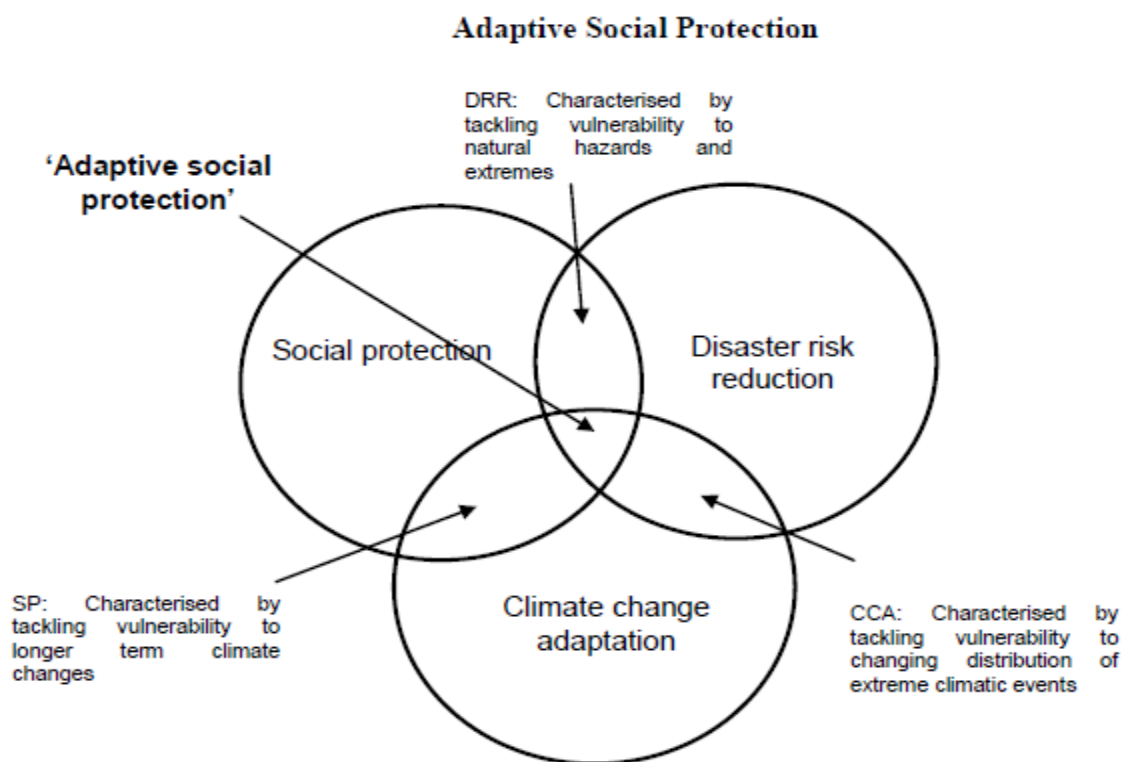 Adaptive Social Protection
DRR: Characterised by
tackling vulnerability to
natural hazards and
extremes
‘Adaptive social
protection’
Social protection
Disaster risk
reduction
SP: Characterised by
tackling vulnerability to
longer term climate
changes
Climate change
adaptation
CCA: Characterised by
tackling vulnerability to
changing distribution of
extreme climatic events